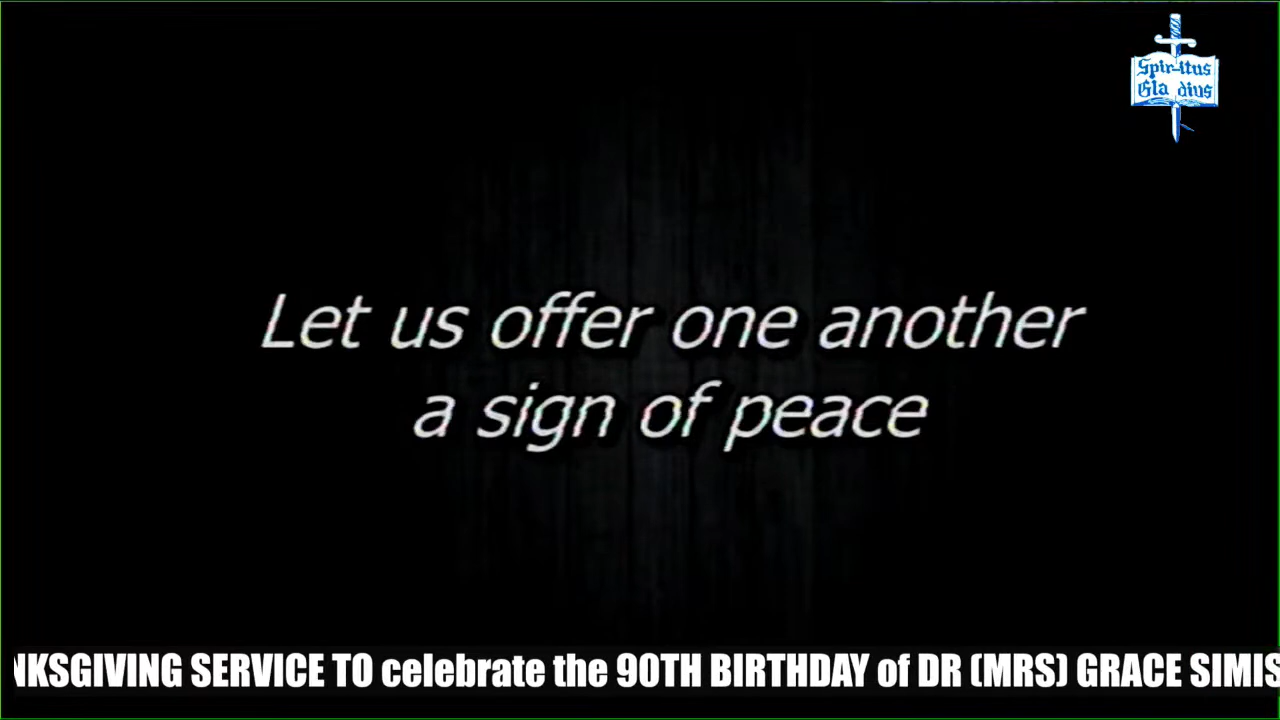 Spiritus
Gladius
Let us offer one another
a sign of peace
NKSGIVING SERVICE TO celebrate the 90TH BIRTHDAY of DR (MRS) GRACE SIMIS